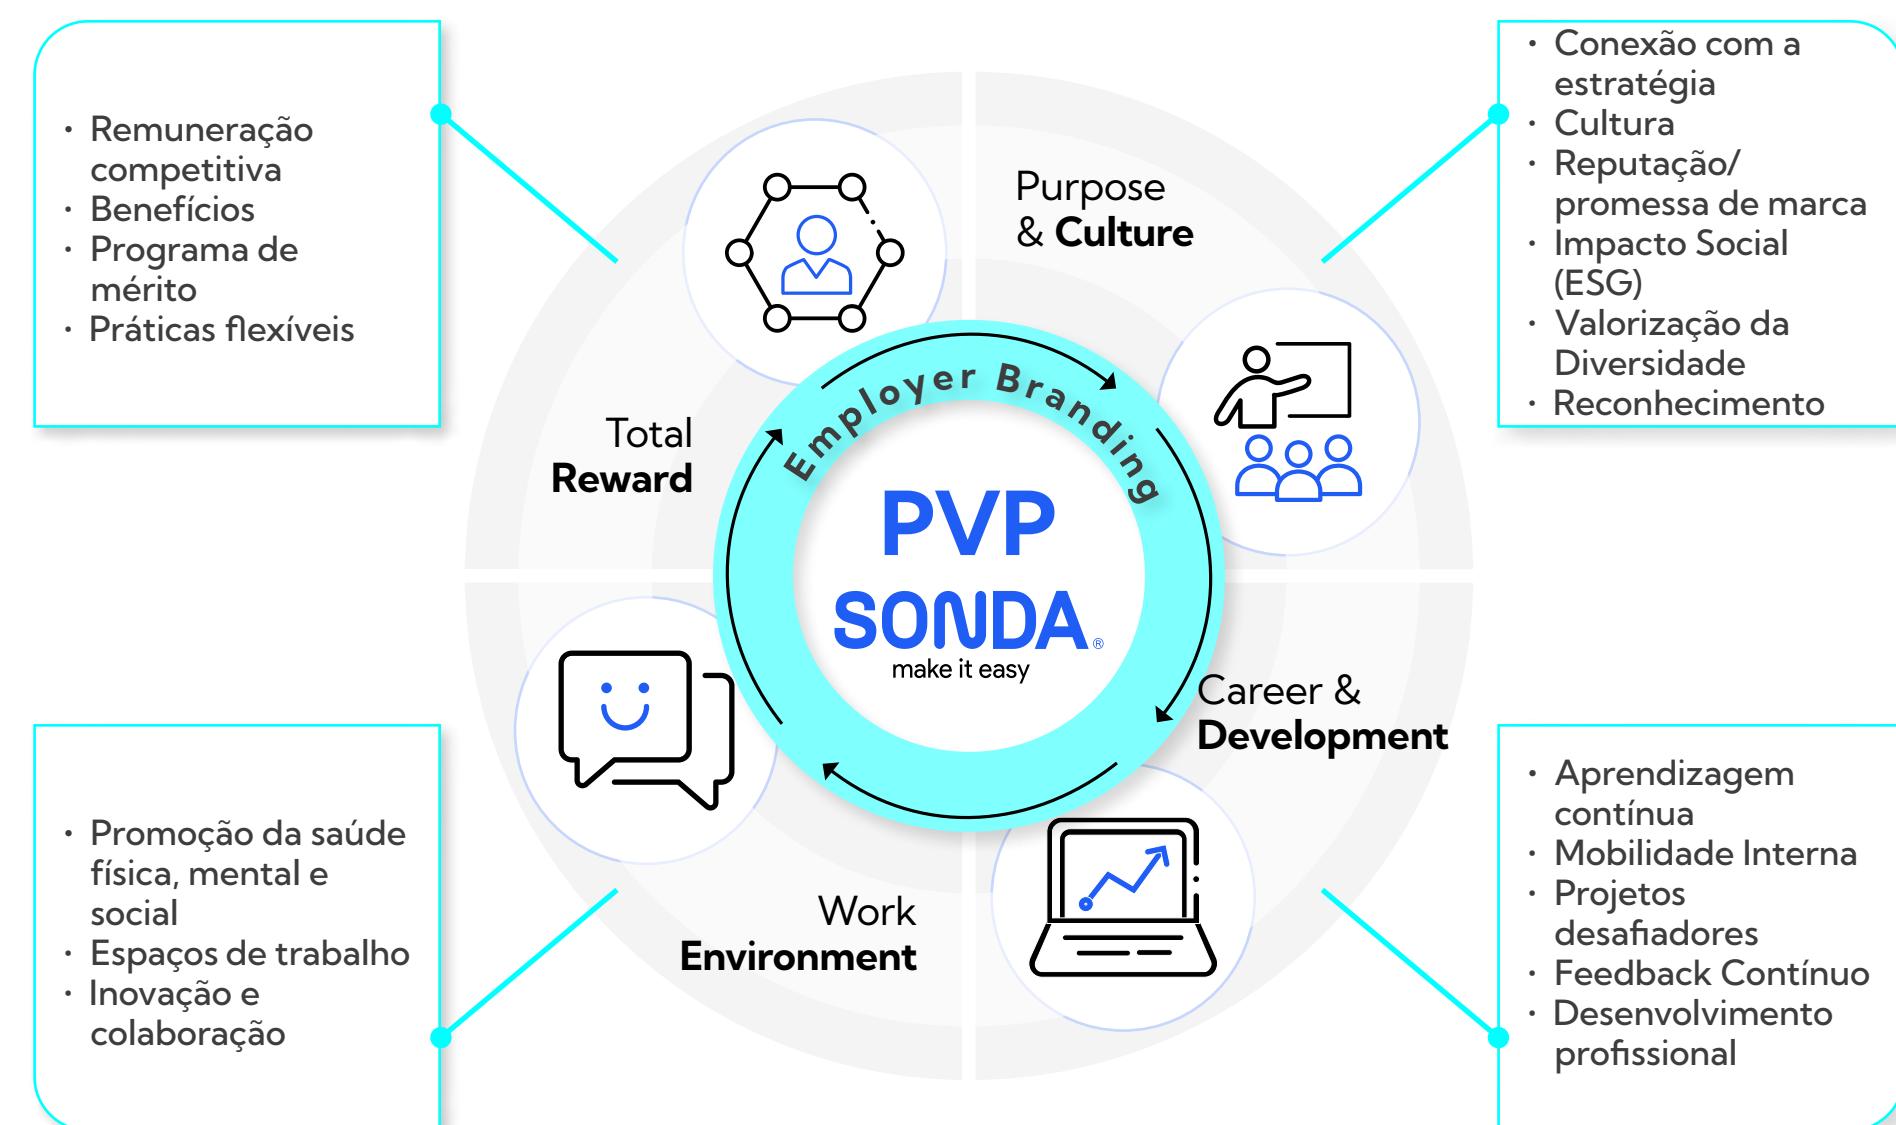 • Remuneração
competitiva
• Benefícios
• Programa de
mérito
• Práticas flexíveis
• Conexão com a
estratégia
• Cultura
• Reputação/
promessa de marca
• Impacto Social
(ESG)
• Valorização da
Diversidade
• Reconhecimento
Purpose
& Culture
Total
Reward
Employer Branding
PVP
SONDA®
make it easy
Career &
Development
Work
Environment
• Promoção da saúde
física, mental e
social
• Espaços de trabalho
• Inovação e
colaboração
• Aprendizagem
contínua
• Mobilidade Interna
• Projetos
desafiadores
• Feedback Contínuo
• Desenvolvimento
profissional